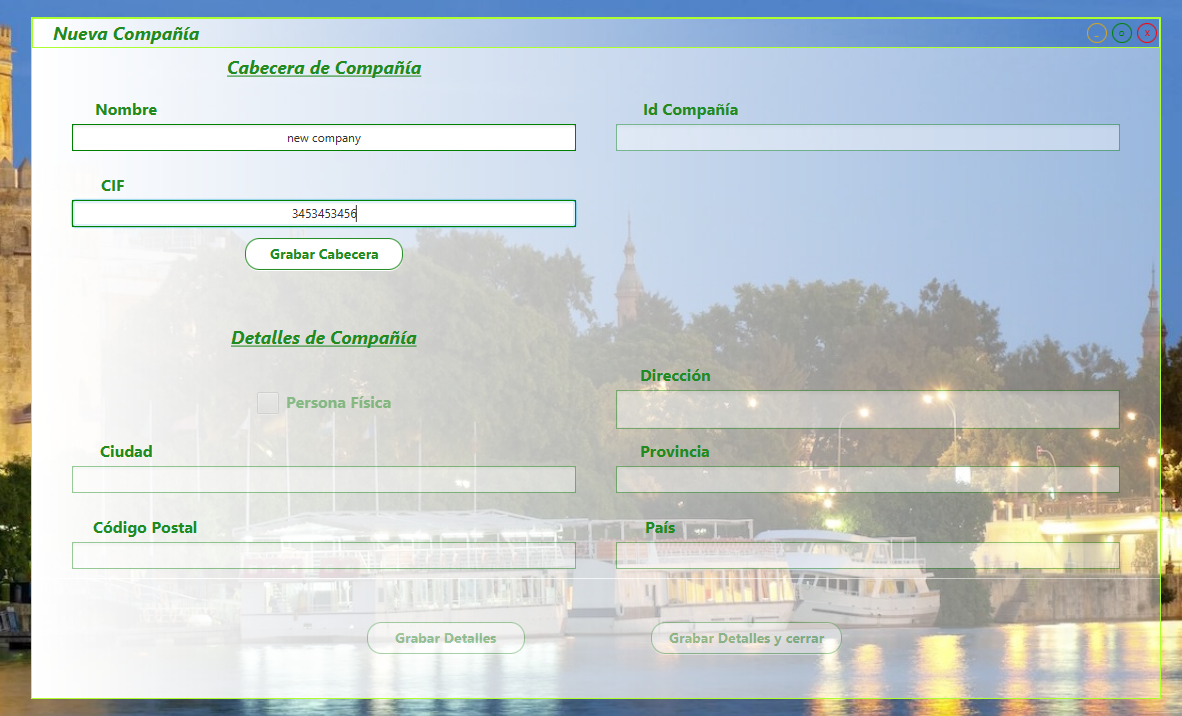 Nueva Compañía
_ o x
Cabecera de Compañía
Nombre
Id Compañía
new company
CIF
3453453456
Grabar Cabecera
Detalles de Compañía
Dirección
Persona Física
Ciudad
Provincia
Código Postal
País
Grabar Detalles
Grabar Detalles y cerrar